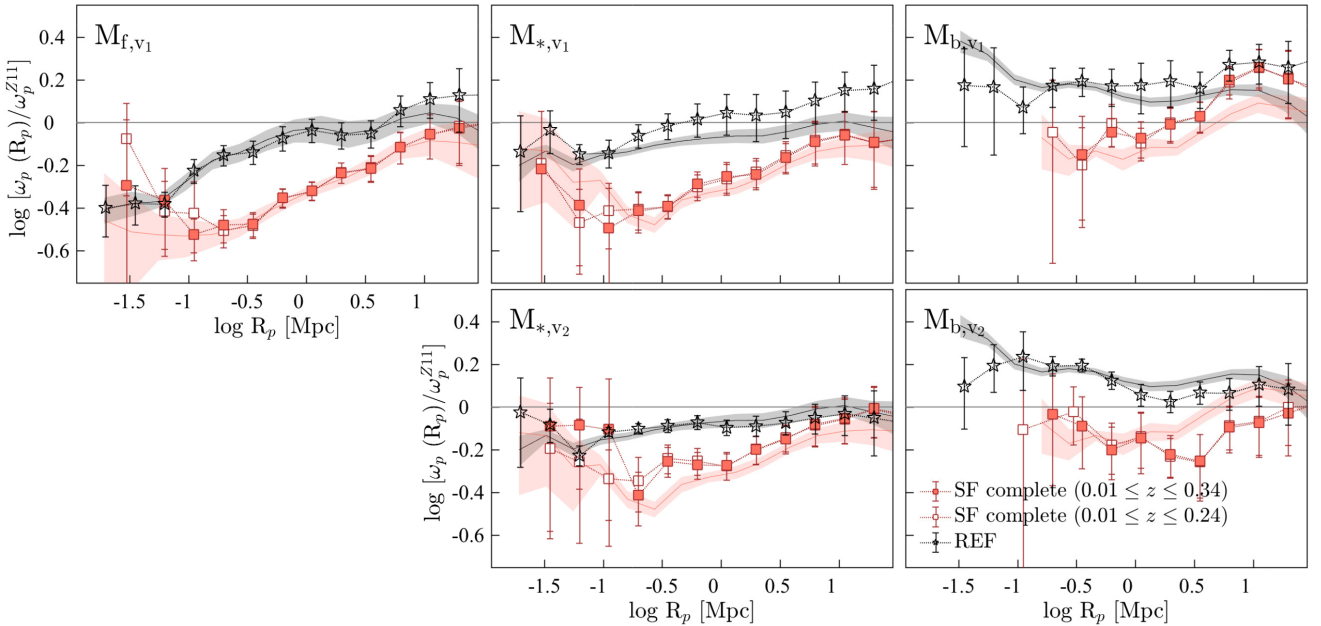 M_{f,v_1}
M_{*,v_1}
M_{b,v_1}
log [ω_p (R_p)/ω_p^{Z11}]
0.4
0.2
0
-0.2
-0.4
-0.6
-1.5 -1 -0.5 0 0.5 1
log R_p [Mpc]
M_{*,v_2}
M_{b,v_2}
log [ω_p (R_p)/ω_p^{Z11}]
0.4
0.2
0
-0.2
-0.4
-0.6
SF complete (0.01 ≤ z ≤ 0.34)
SF complete (0.01 ≤ z ≤ 0.24)
REF
-1.5 -1 -0.5 0 0.5 1
-1.5 -1 -0.5 0 0.5 1
log R_p [Mpc]
log R_p [Mpc]